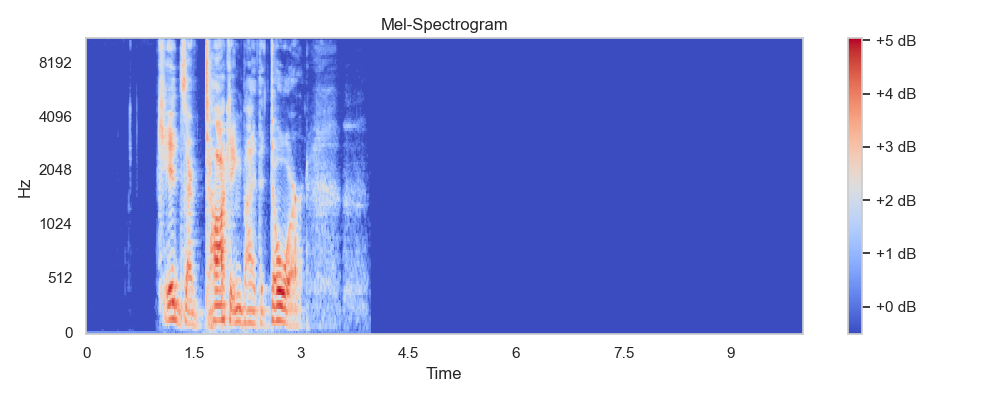 Mel-Spectrogram
8192
4096
2048
1024
512
0
Hz
0 1.5 3 4.5 6 7.5 9
Time
+5 dB
+4 dB
+3 dB
+2 dB
+1 dB
+0 dB